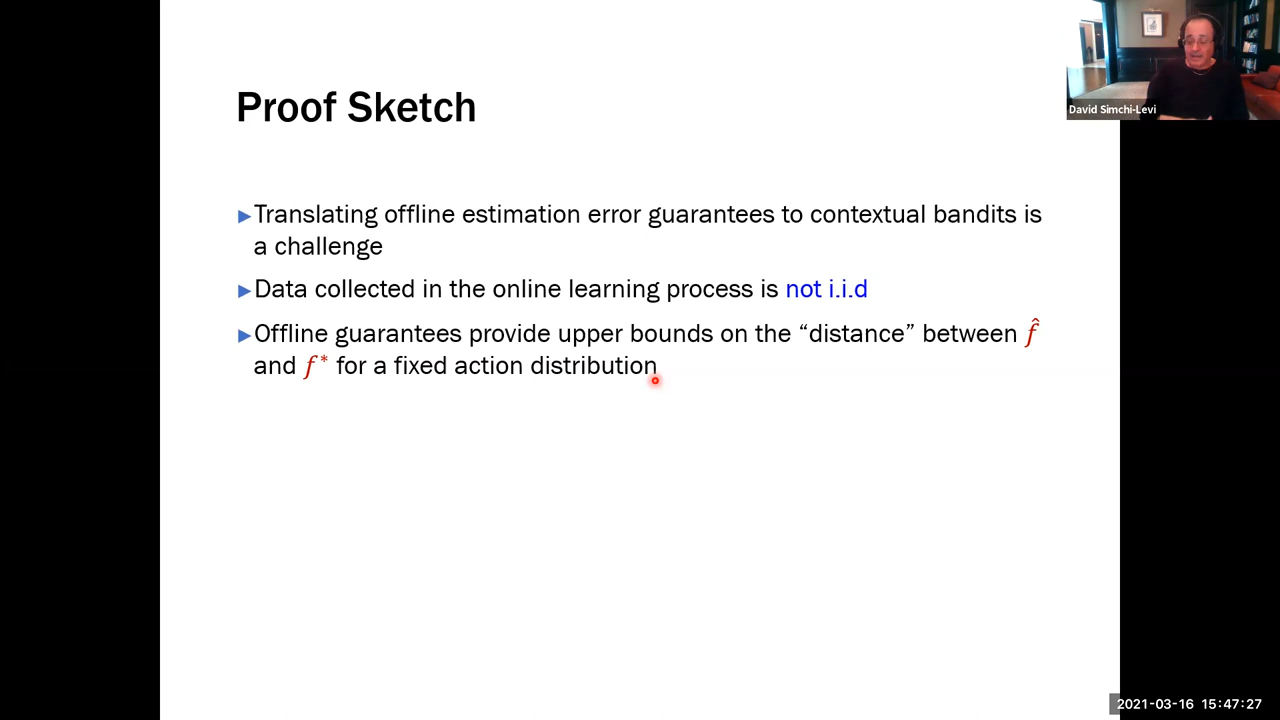 David Simchi-Levi
Proof Sketch
▶Translating offline estimation error guarantees to contextual bandits is
a challenge
▶Data collected in the online learning process is not i.i.d
▶Offline guarantees provide upper bounds on the “distance” between f̂
and f* for a fixed action distribution
2021-03-16 15:47:27